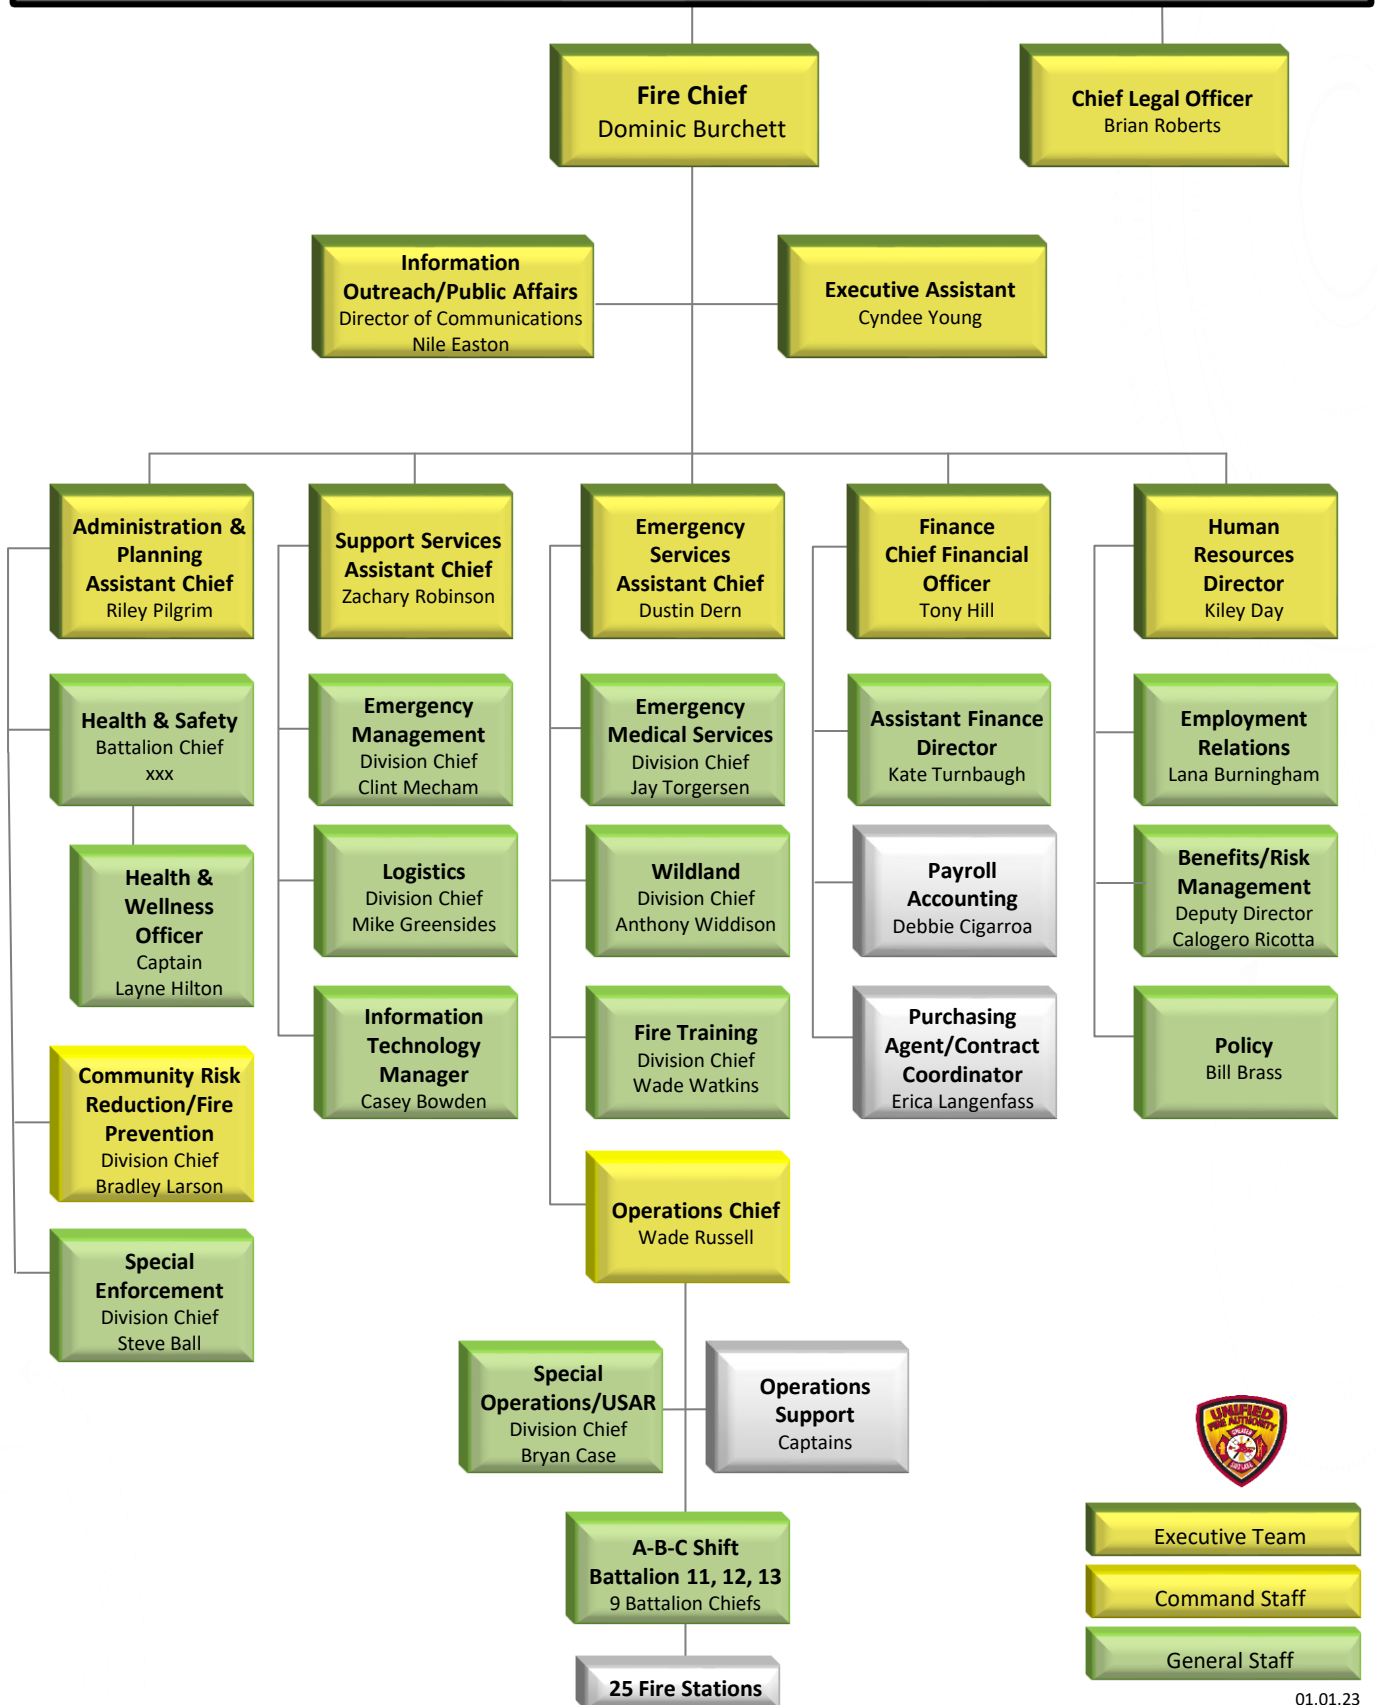 Fire Chief
Dominic Burchett
Chief Legal Officer
Brian Roberts
Information
Outreach/Public Affairs
Director of Communications
Nile Easton
Executive Assistant
Cyndee Young
Administration &
Planning
Assistant Chief
Riley Pilgrim
Support Services
Assistant Chief
Zachary Robinson
Emergency
Services
Assistant Chief
Dustin Dern
Finance
Chief Financial
Officer
Tony Hill
Human
Resources
Director
Kiley Day
Health & Safety
Battalion Chief
xxx
Emergency
Management
Division Chief
Clint Mecham
Emergency
Medical Services
Division Chief
Jay Torgersen
Assistant Finance
Director
Kate Turnbaugh
Employment
Relations
Lana Burningham
Health &
Wellness
Officer
Captain
Layne Hilton
Logistics
Division Chief
Mike Greensides
Wildland
Division Chief
Anthony Widdison
Payroll
Accounting
Debbie Cigarroa
Benefits/Risk
Management
Deputy Director
Calogero Ricotta
Information
Technology
Manager
Casey Bowden
Fire Training
Division Chief
Wade Watkins
Purchasing
Agent/Contract
Coordinator
Erica Langenfass
Policy
Bill Brass
Community Risk
Reduction/Fire
Prevention
Division Chief
Bradley Larson
Operations Chief
Wade Russell
Special
Enforcement
Division Chief
Steve Ball
Special
Operations/USAR
Division Chief
Bryan Case
Operations
Support
Captains
A-B-C Shift
Battalion 11, 12, 13
9 Battalion Chiefs
25 Fire Stations
UNIFIED
FIRE AUTHORITY
GREATER
SALT LAKE
Executive Team
Command Staff
General Staff
01.01.23